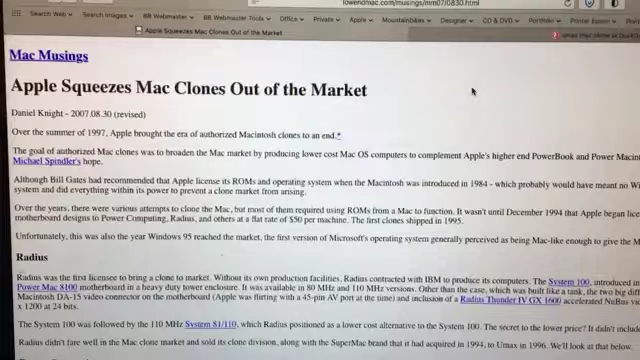 lowendmac.com/musings/mm07/0830.html
Search Web Search Images BB Webmaster BB Webmaster Tools Office Private Apple Mountainbikes Designer CD & DVD Portfolio Printer
Apple Squeezes Mac Clones Out of the Market
Mac Musings
Apple Squeezes Mac Clones Out of the Market
Daniel Knight - 2007.08.30 (revised)
Over the summer of 1997, Apple brought the era of authorized Macintosh clones to an end.*
The goal of authorized Mac clones was to broaden the Mac market by producing lower cost Mac OS computers to complement Apple's higher end PowerBook and Power Macin
Michael Spindler's hope.
Although Bill Gates had recommended that Apple license its ROMs and operating system when the Macintosh was introduced in 1984 - which probably would have meant no Wi
system and did everything within its power to prevent a clone market from arising.
Over the years, there were various attempts to clone the Mac, but most of them required using ROMs from a Mac to function. It wasn't until December 1994 that Apple began lice
motherboard designs to Power Computing, Radius, and others at a flat rate of $50 per machine. The first clones shipped in 1995.
Unfortunately, this was also the year Windows 95 reached the market, the first version of Microsoft's operating system generally perceived as being Mac-like enough to give the M
Radius
Radius was the first licensee to bring a clone to market. Without its own production facilities, Radius contracted with IBM to produce its computers. The System 100, introduced in
Power Mac 8100 motherboard in a heavy duty tower enclosure. It was available in 80 MHz and 110 MHz versions. Other than the case, which was built like a tank, the two big diff
Macintosh DA-15 video connector on the motherboard (Apple was flirting with a 45-pin AV port at the time) and inclusion of a Radius Thunder IV GX 1600 accelerated NuBus va
x 1200 at 24 bits.
The System 100 was followed by the 110 MHz System 81/110, which Radius positioned as a lower cost alternative to the System 100. The secret to the lower price? It didn't include
Radius didn't fare well in the Mac clone market and sold its clone division, along with the SuperMac brand that it had acquired in 1994, to Umax in 1996. We'll look at that below.